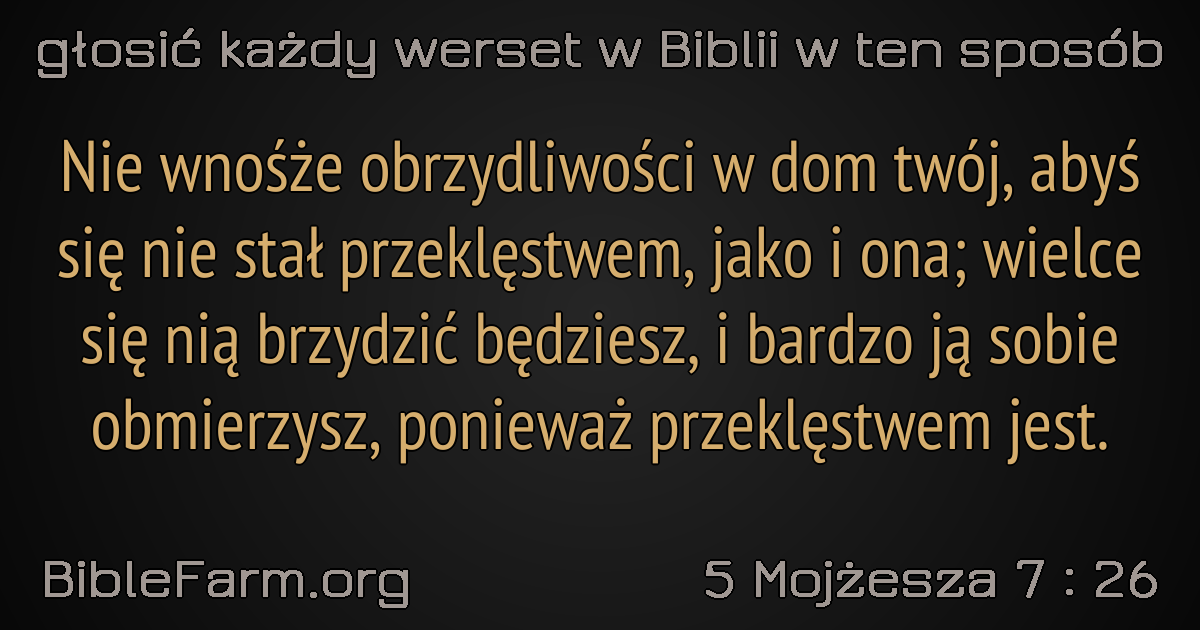 głosić każdy werset w Biblii w ten sposób
Nie wnośże obrzydliwości w dom twój, abyś
się nie stał przeklęstwem, jako i ona; wielce
się nią brzydzić będziesz, i bardzo ją sobie
obmierzysz, ponieważ przeklęstwem jest.
BibleFarm.org
5 Mojżesza 7 : 26